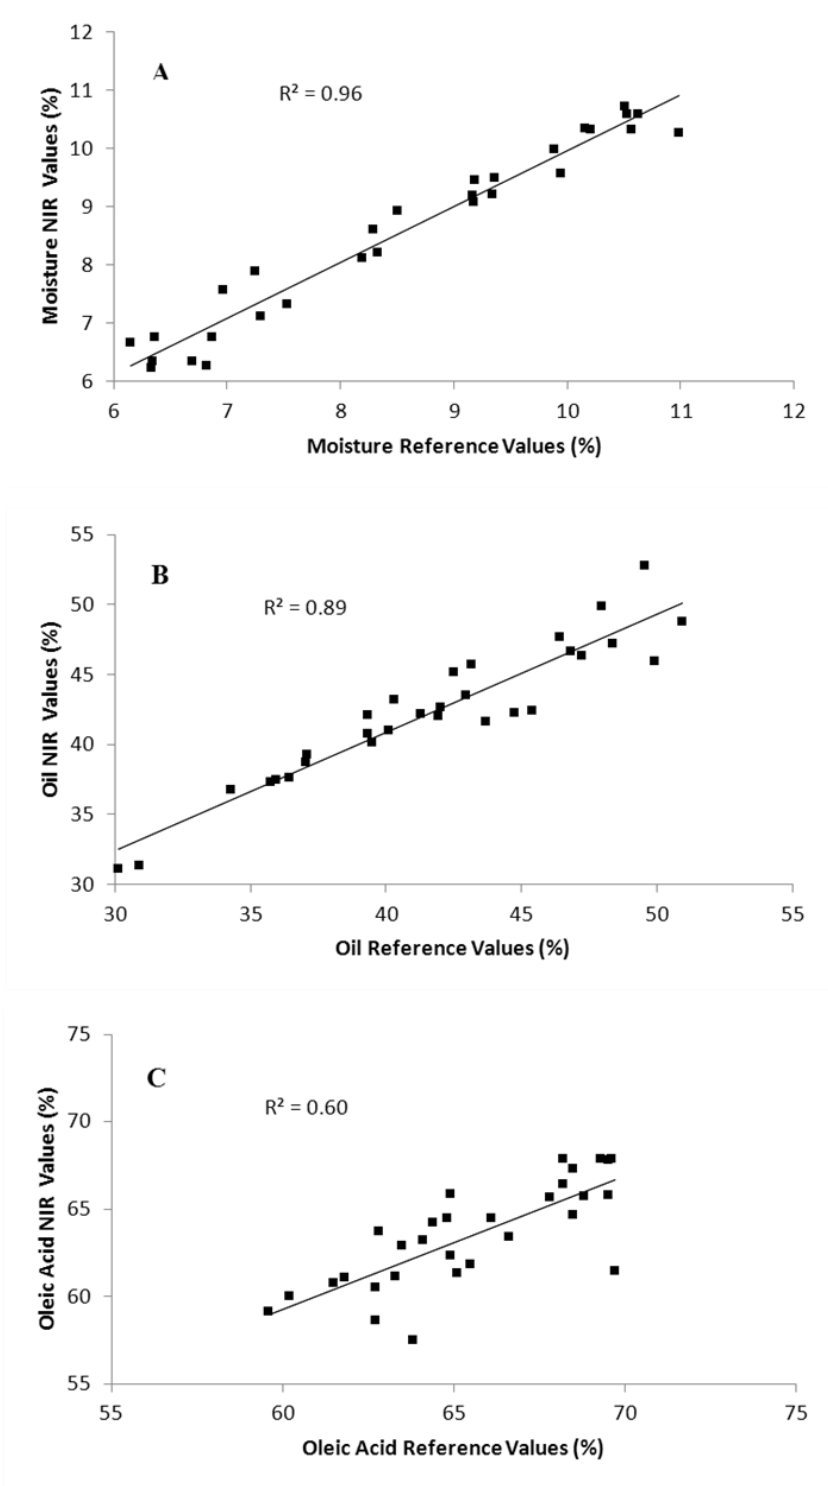 12
A
R² = 0.96
11
10
9
8
7
6
Moisture NIR Values (%)
6 7 8 9 10 11 12
Moisture Reference Values (%)
55
B
R² = 0.89
50
45
40
35
30
Oil NIR Values (%)
30 35 40 45 50 55
Oil Reference Values (%)
75
C
R² = 0.60
70
65
60
55
Oleic Acid NIR Values (%)
55 60 65 70 75
Oleic Acid Reference Values (%)